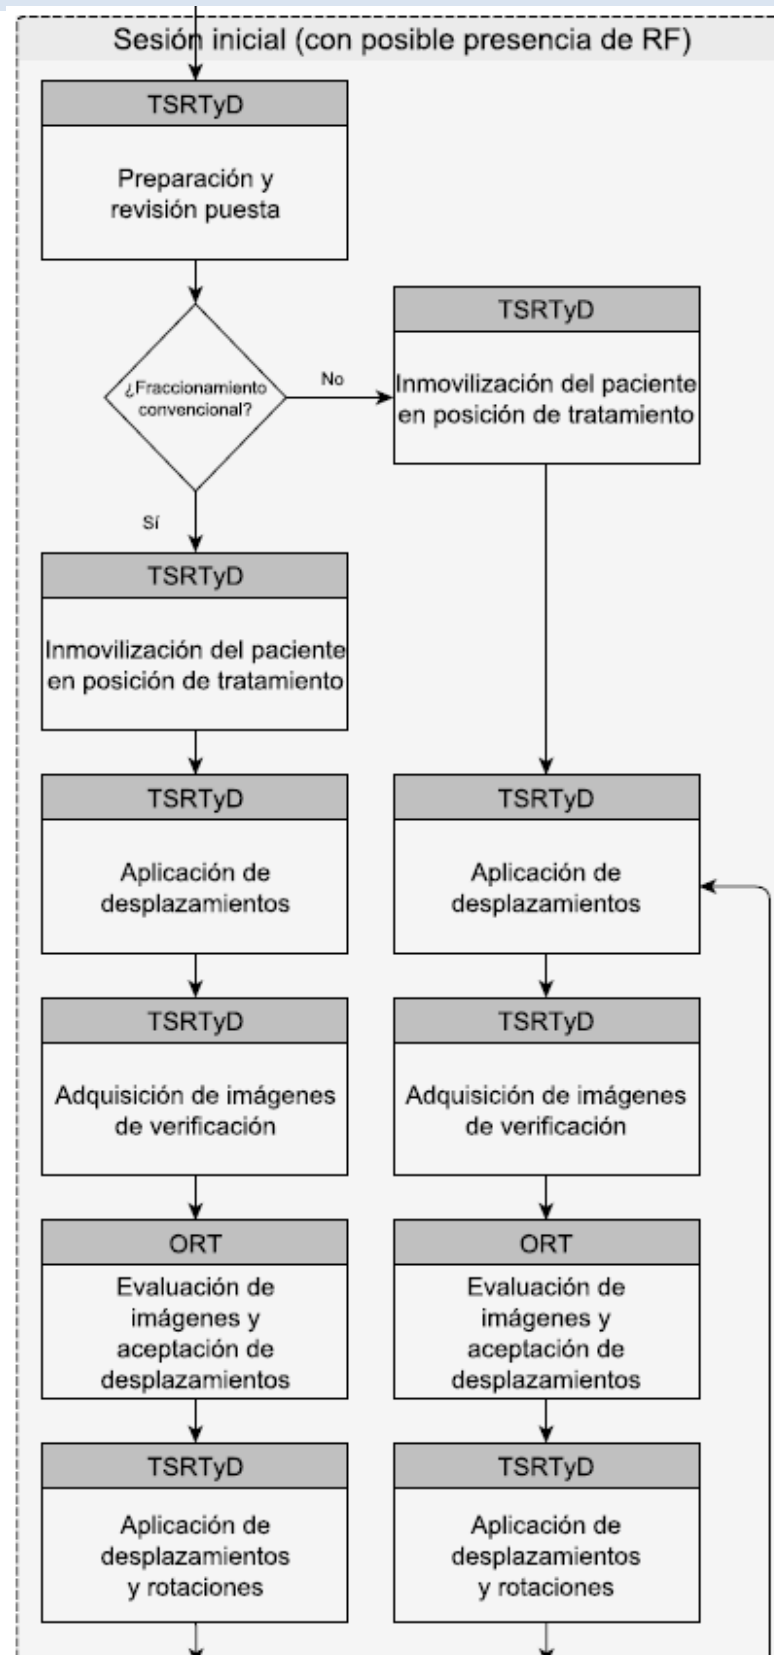 Sesión inicial (con posible presencia de RF)
TSRTyD
Preparación y
revisión puesta
¿Fraccionamiento
convencional?
No
TSRTyD
Inmovilización del paciente
en posición de tratamiento
Sí
TSRTyD
Inmovilización del paciente
en posición de tratamiento
TSRTyD
Aplicación de
desplazamientos
TSRTyD
Aplicación de
desplazamientos
TSRTyD
Adquisición de imágenes
de verificación
TSRTyD
Adquisición de imágenes
de verificación
ORT
Evaluación de
imágenes y
aceptación de
desplazamientos
ORT
Evaluación de
imágenes y
aceptación de
desplazamientos
TSRTyD
Aplicación de
desplazamientos
y rotaciones
TSRTyD
Aplicación de
desplazamientos
y rotaciones